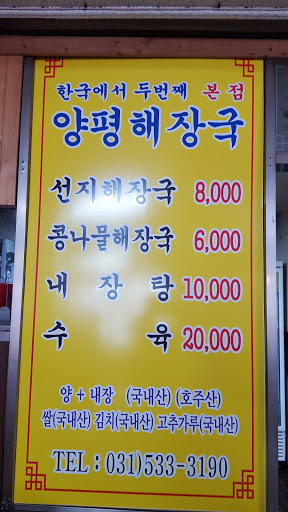 한국에서 두번째 본점
양평해장국
선지해장국 8,000
콩나물해장국 6,000
내장탕 10,000
수육 20,000
양+내장 (국내산) (호주산)
쌀(국내산) 김치(국내산) 고추가루(국내산)
TEL : 031)533-3190